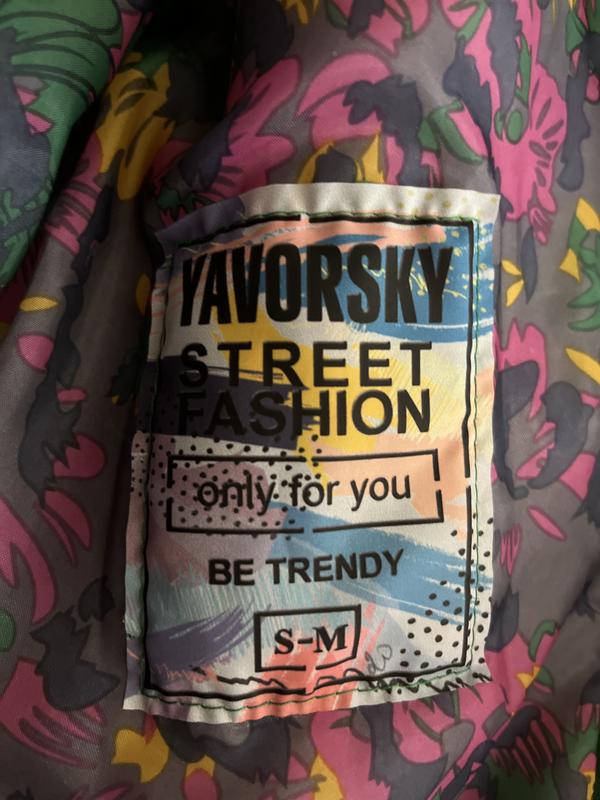 YAVORSKY
STREET
FASHION
only for you
BE TRENDY
S-M